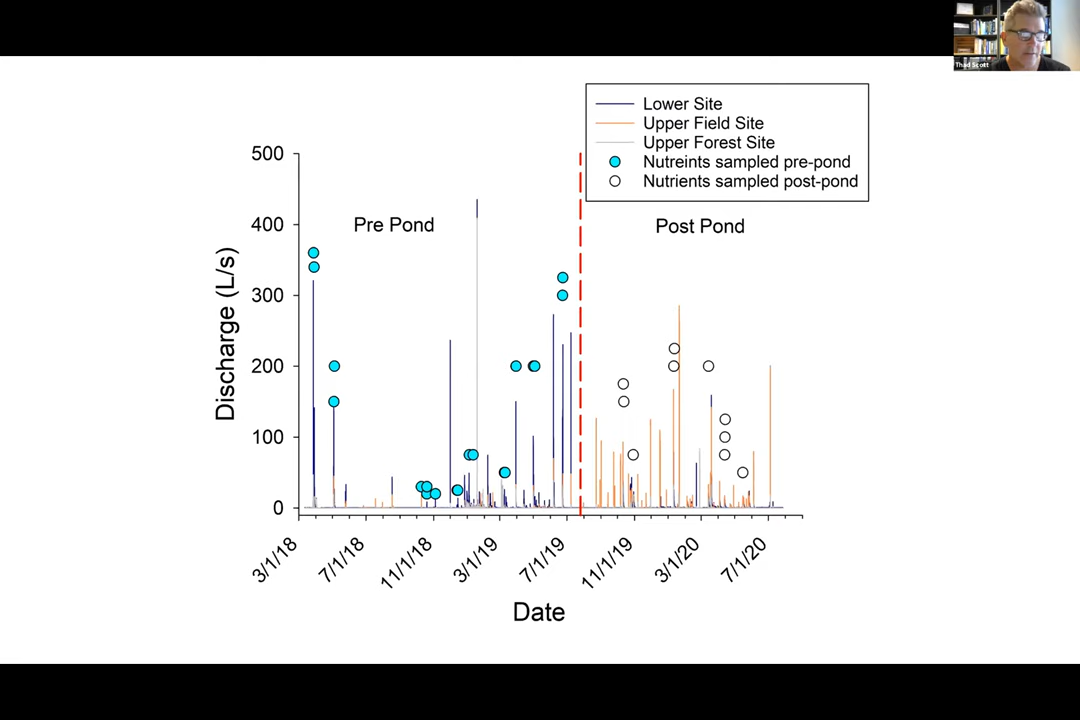 Thad Scott
Lower Site
Upper Field Site
Upper Forest Site
Nutreints sampled pre-pond
Nutrients sampled post-pond
Pre Pond
Post Pond
500
400
300
200
100
0
Discharge (L/s)
3/1/18
7/1/18
11/1/18
3/1/19
7/1/19
11/1/19
3/1/20
7/1/20
Date